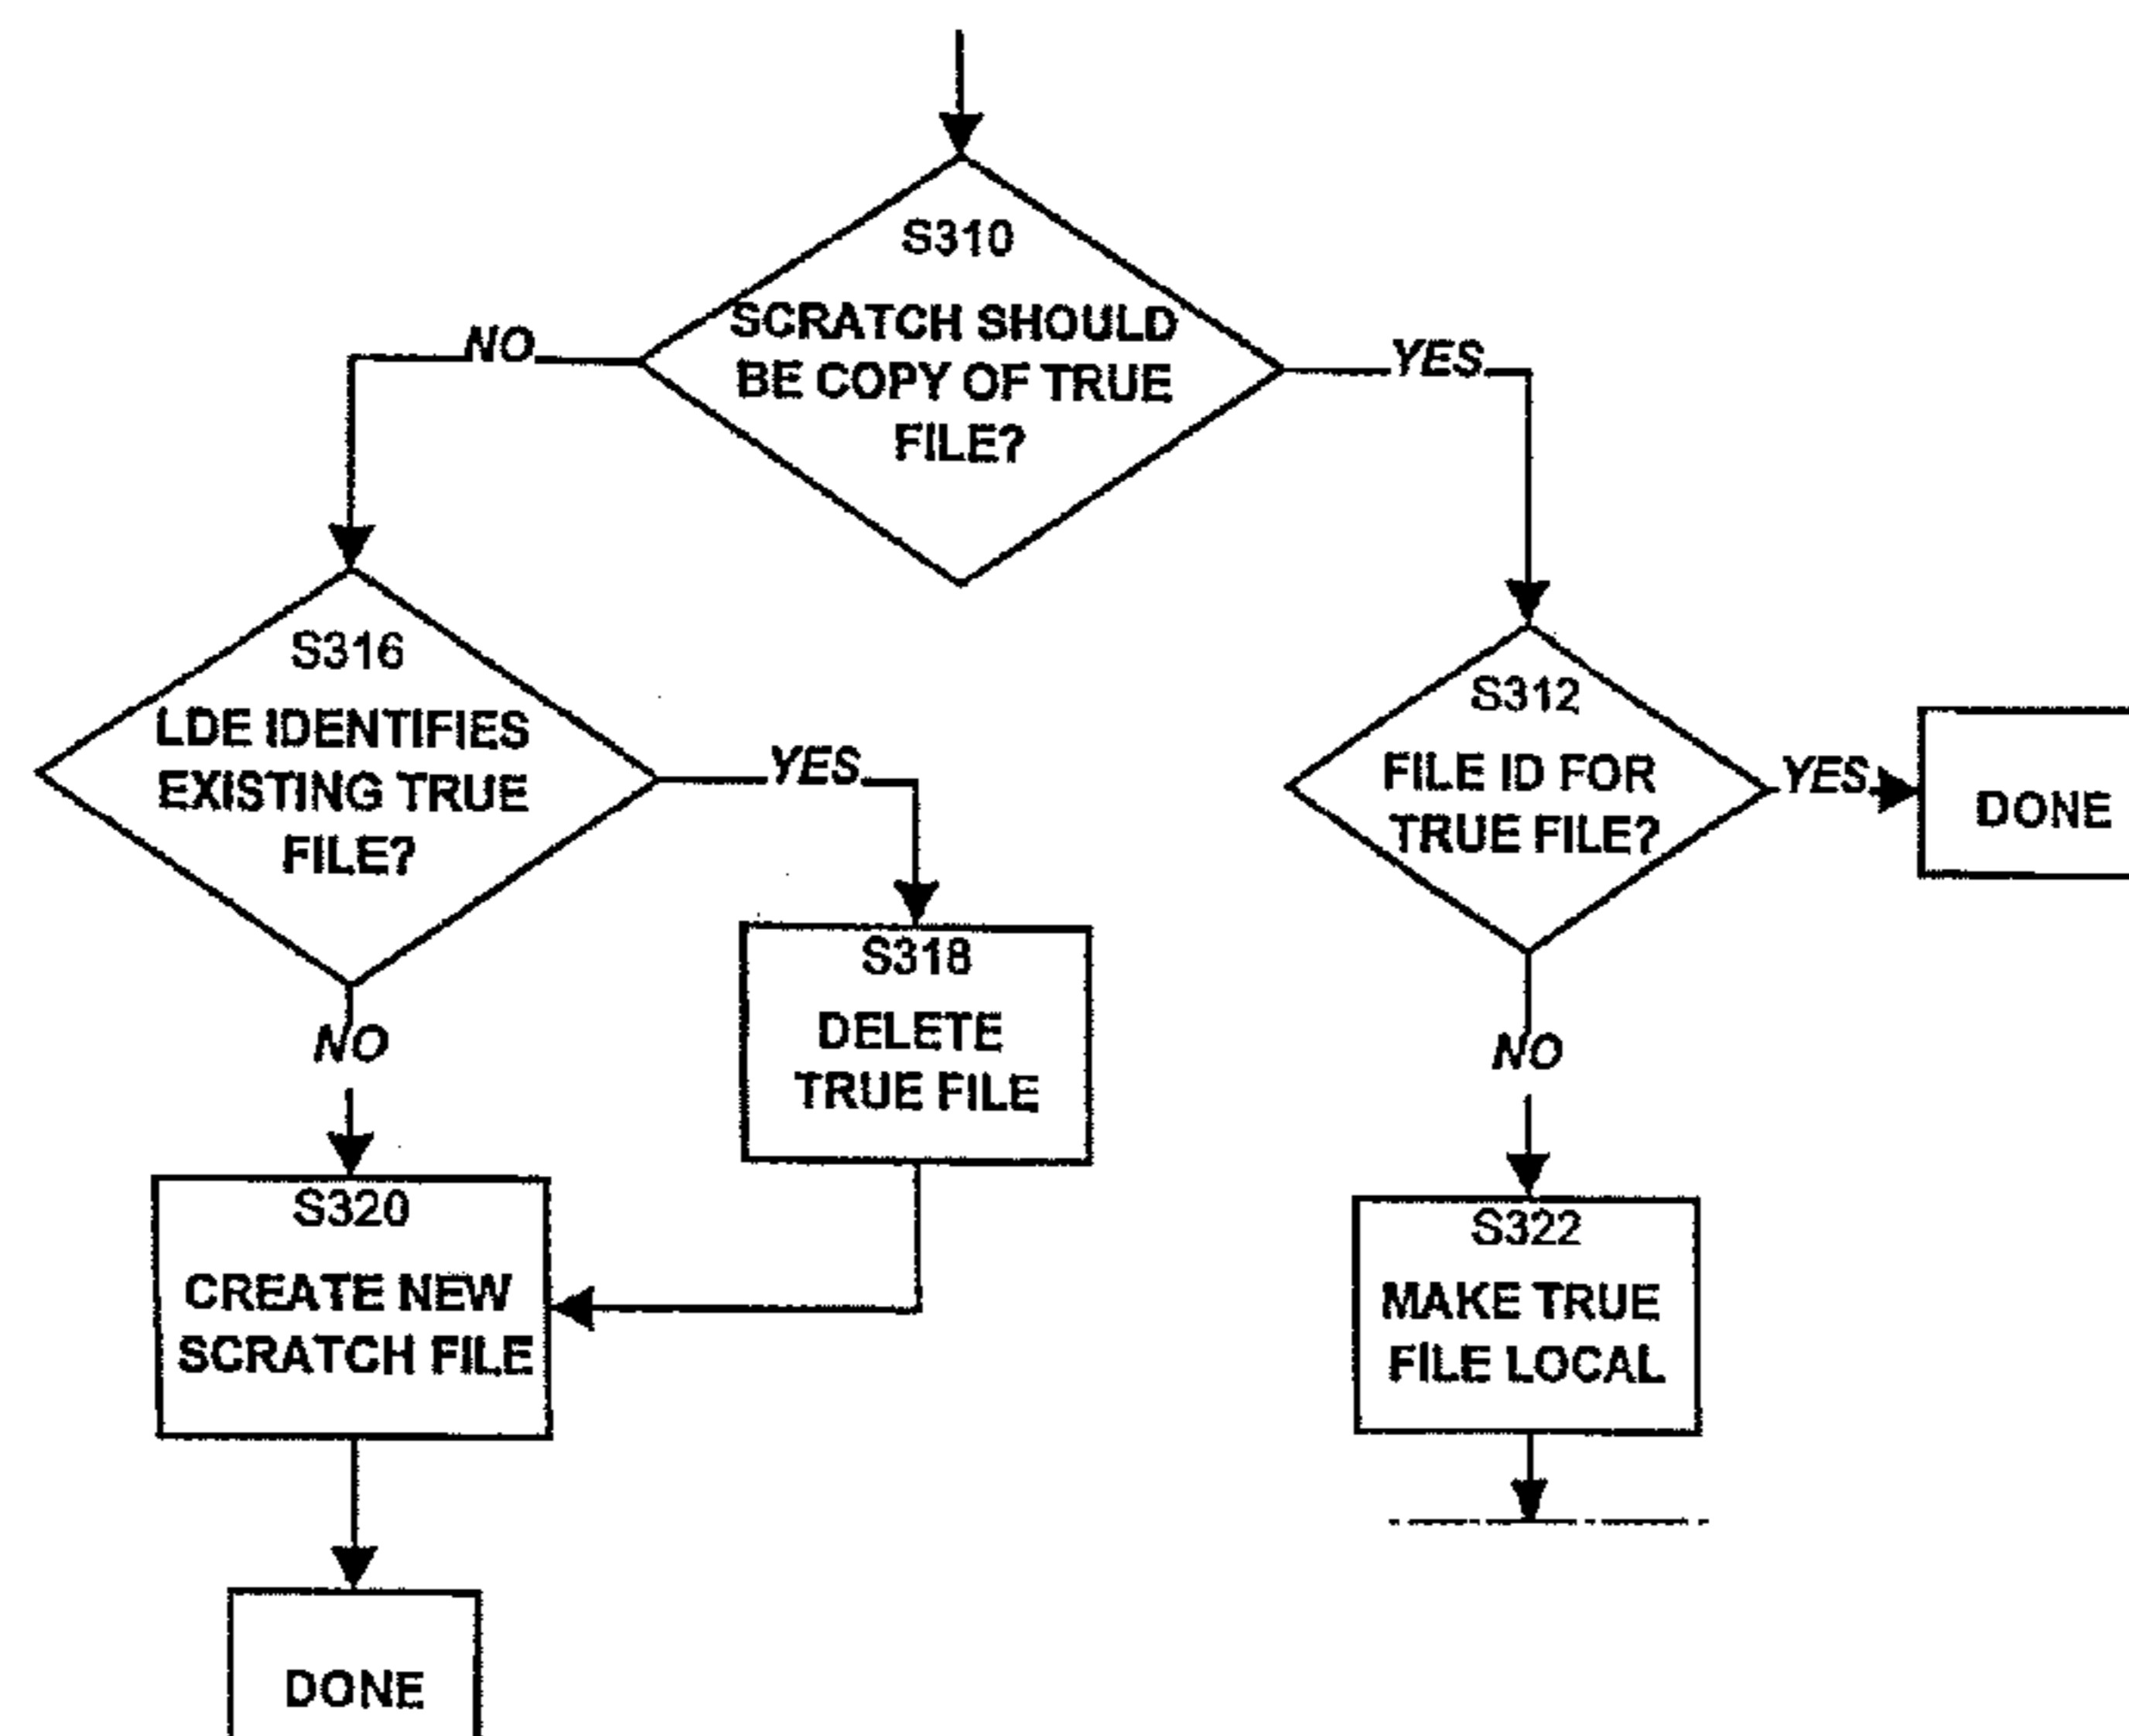 S310
SCRATCH SHOULD
BE COPY OF TRUE
FILE?
NO
YES
S316
LDE IDENTIFIES
EXISTING TRUE
FILE?
YES
S312
FILE ID FOR
TRUE FILE?
YES
DONE
S318
DELETE
TRUE FILE
NO
NO
S320
CREATE NEW
SCRATCH FILE
S322
MAKE TRUE
FILE LOCAL
DONE